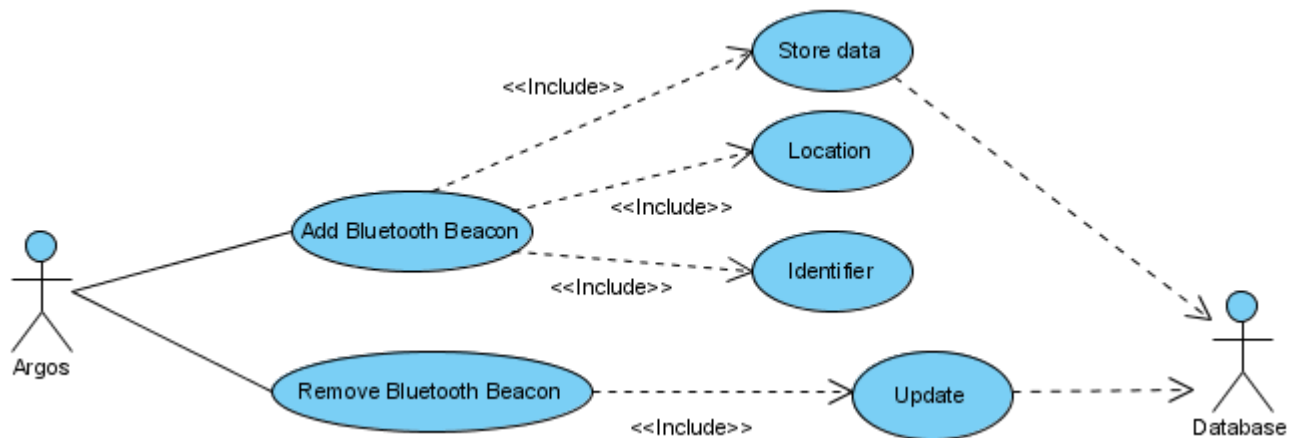 Store data
<<Include>>
Location
<<Include>>
Add Bluetooth Beacon
Identifier
<<Include>>
Argos
Remove Bluetooth Beacon
Update
<<Include>>
Database